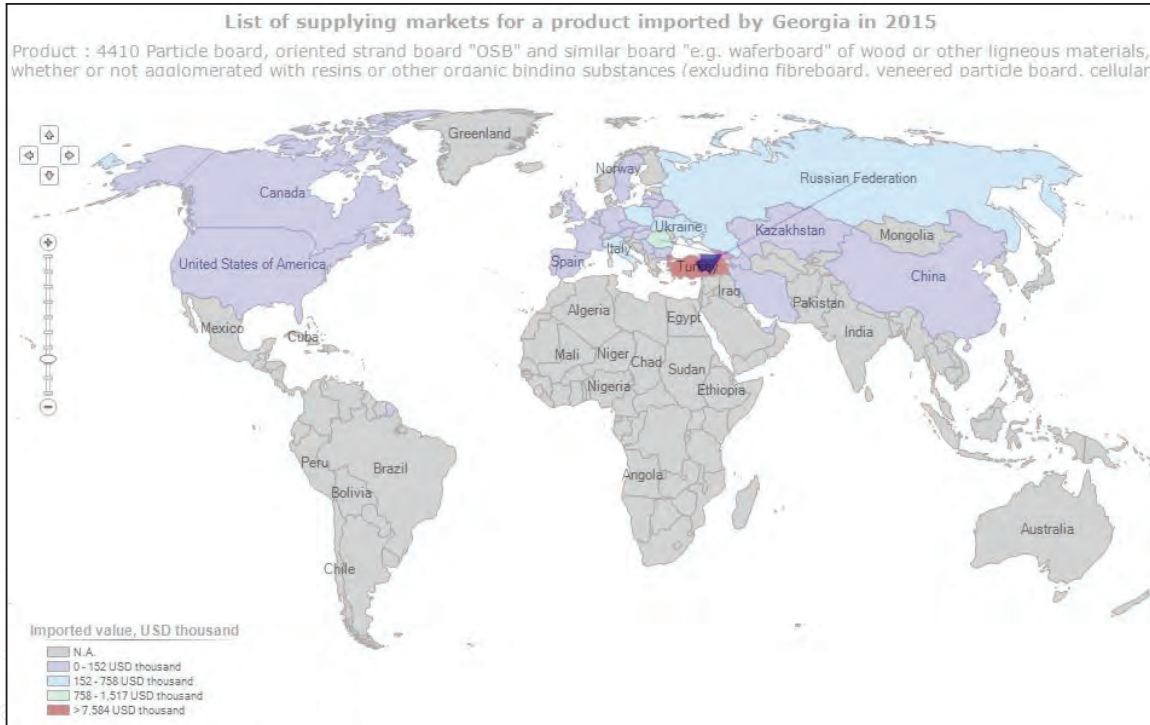 List of supplying markets for a product imported by Georgia in 2015
Product : 4410 Particle board, oriented strand board "OSB" and similar board "e.g. waferboard" of wood or other ligneous materials,
whether or not agglomerated with resins or other organic binding substances (excluding fibreboard, veneered particle board, cellular
Greenland
Norway
Russian Federation
Canada
Ukraine
Kazakhstan
Mongolia
Italy
United States of America
Spain
Turkey
China
Iraq
Pakistan
Algeria
Egypt
India
Mexico
Cuba
Mali
Niger
Chad
Sudan
Nigeria
Ethiopia
Peru
Brazil
Angola
Bolivia
Australia
Chile
Imported value, USD thousand
N.A.
0 - 152 USD thousand
152 - 758 USD thousand
758 - 1,517 USD thousand
>7,584 USD thousand